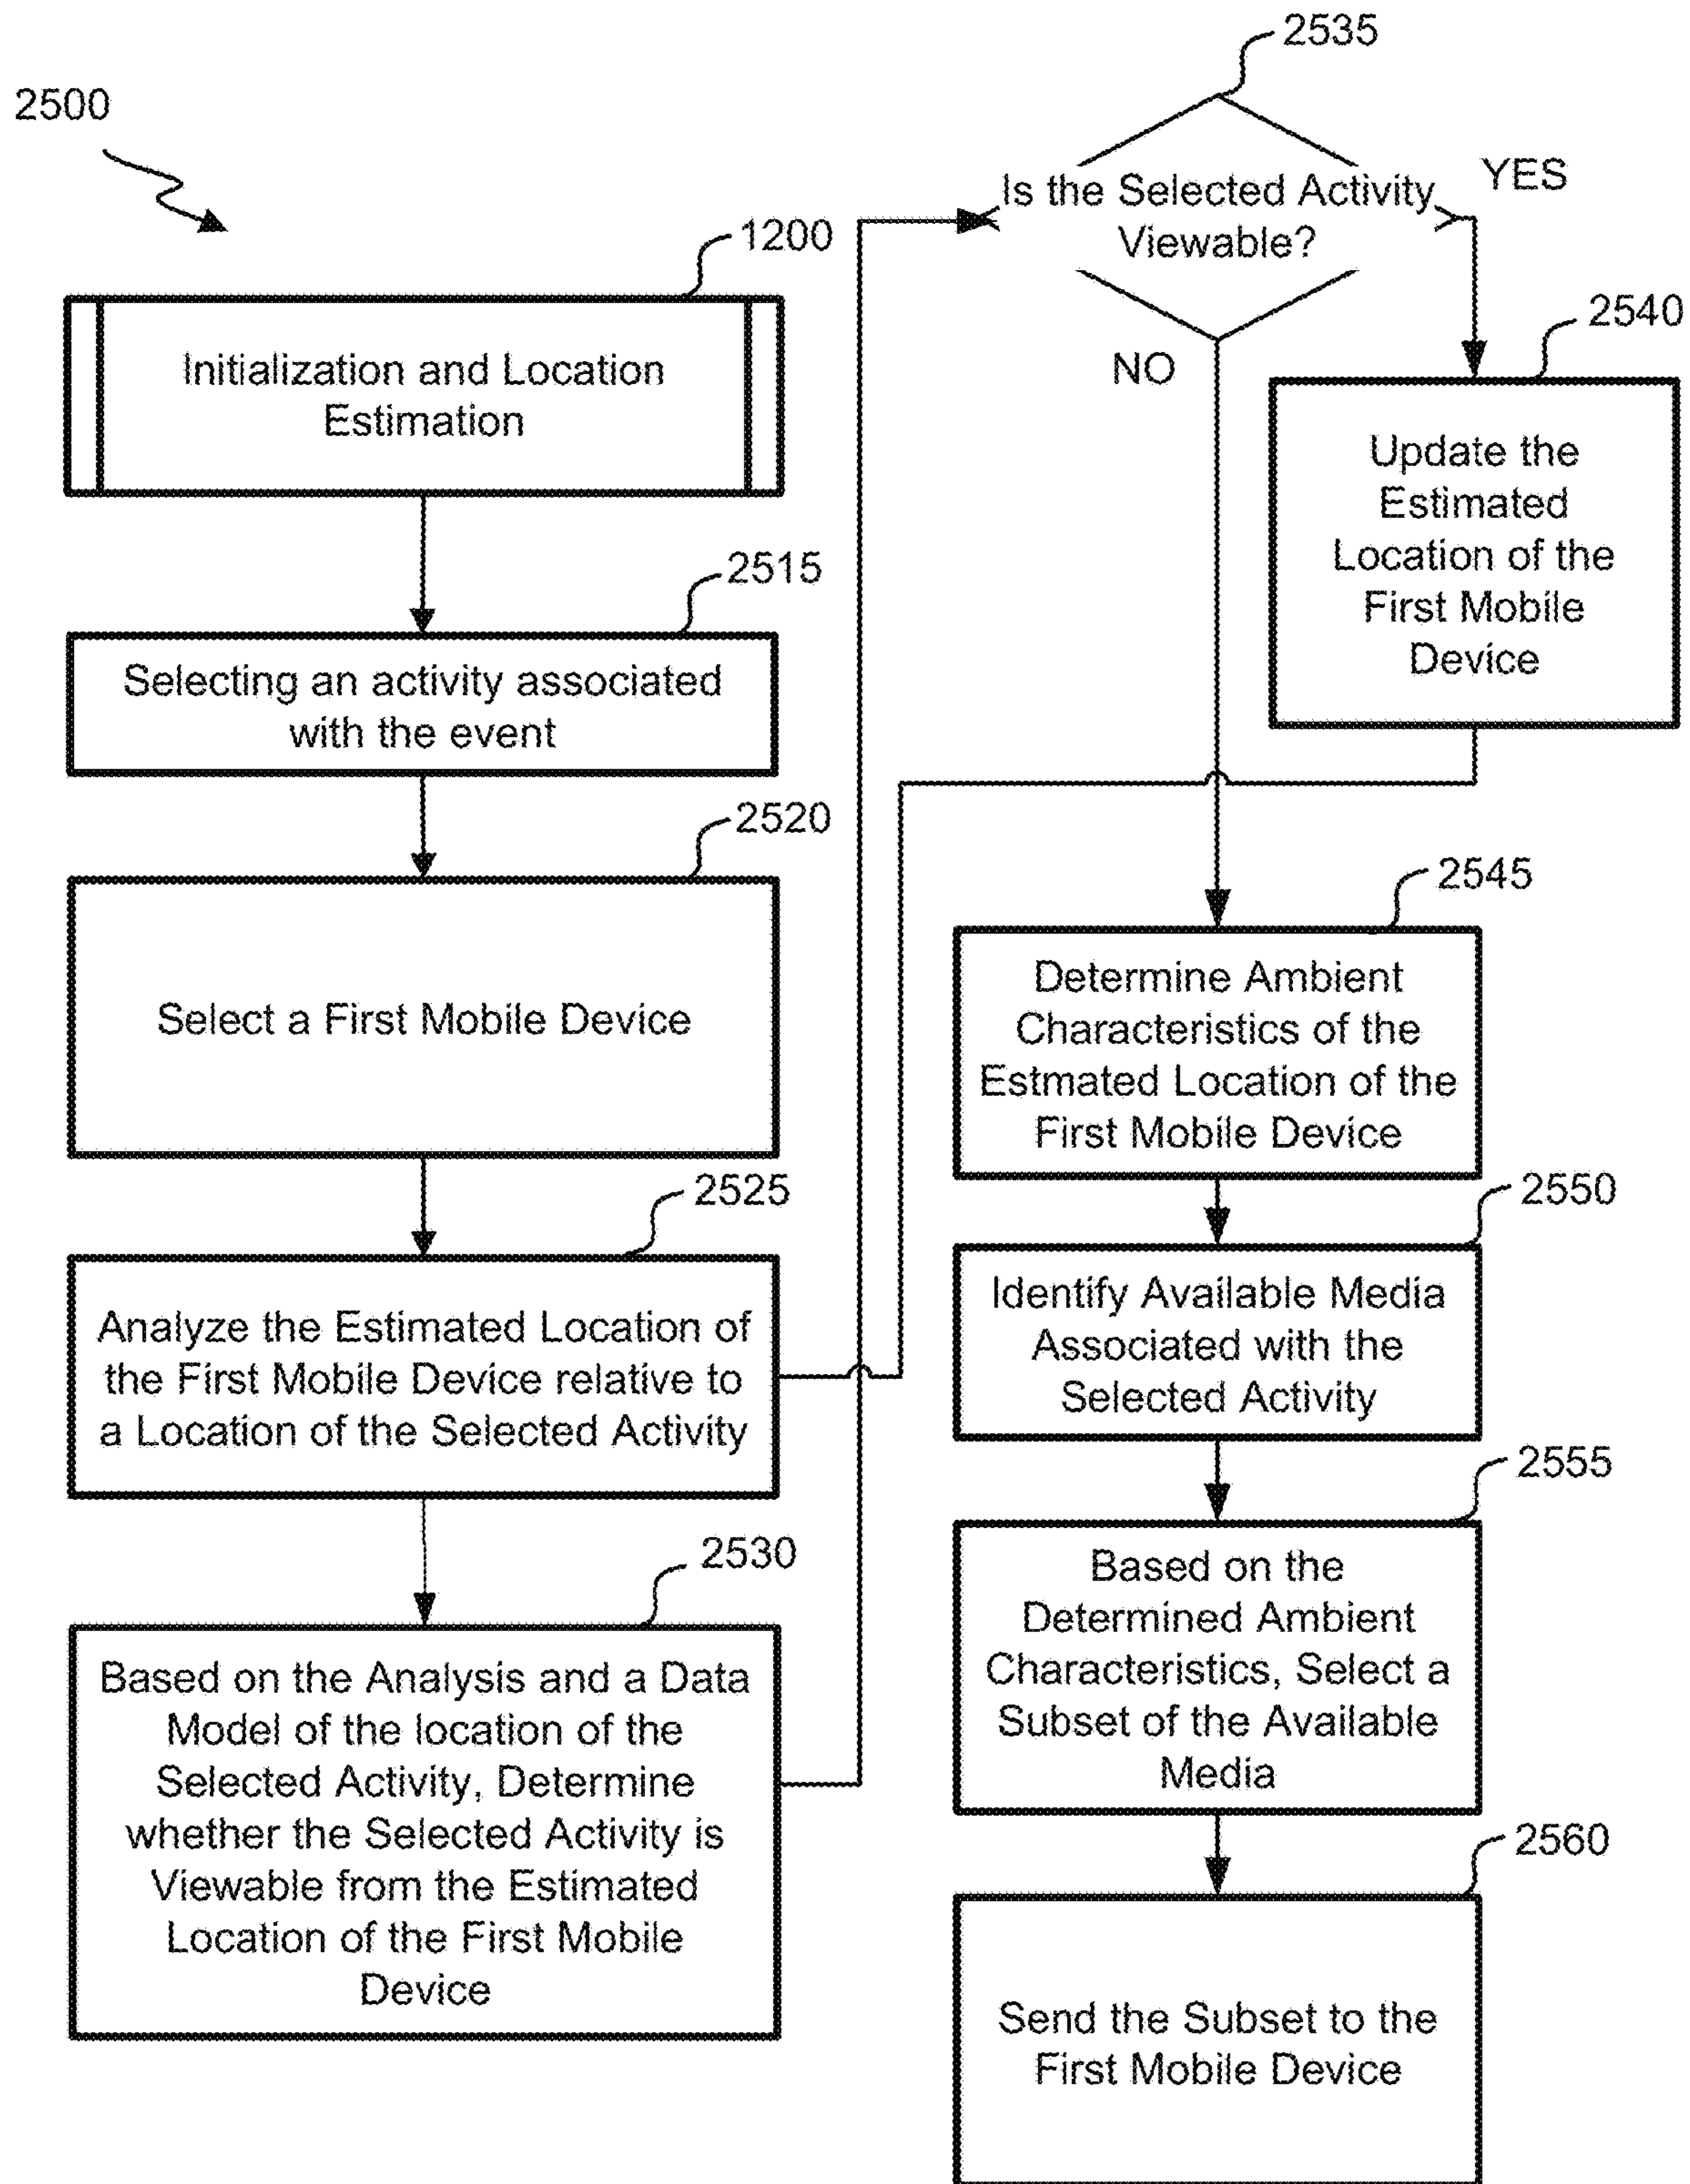 2500
1200
Initialization and Location
Estimation
2515
Selecting an activity associated
with the event
2520
Select a First Mobile Device
2525
Analyze the Estimated Location of
the First Mobile Device relative to
a Location of the Selected Activity
2530
Based on the Analysis and a Data
Model of the location of the
Selected Activity, Determine
whether the Selected Activity is
Viewable from the Estimated
Location of the First Mobile
Device
2535
Is the Selected Activity
Viewable?
YES
NO
2540
Update the
Estimated
Location of the
First Mobile
Device
2545
Determine Ambient
Characteristics of the
Estmated Location of the
First Mobile Device
2550
Identify Available Media
Associated with the
Selected Activity
2555
Based on the
Determined Ambient
Characteristics, Select a
Subset of the Available
Media
2560
Send the Subset to the
First Mobile Device